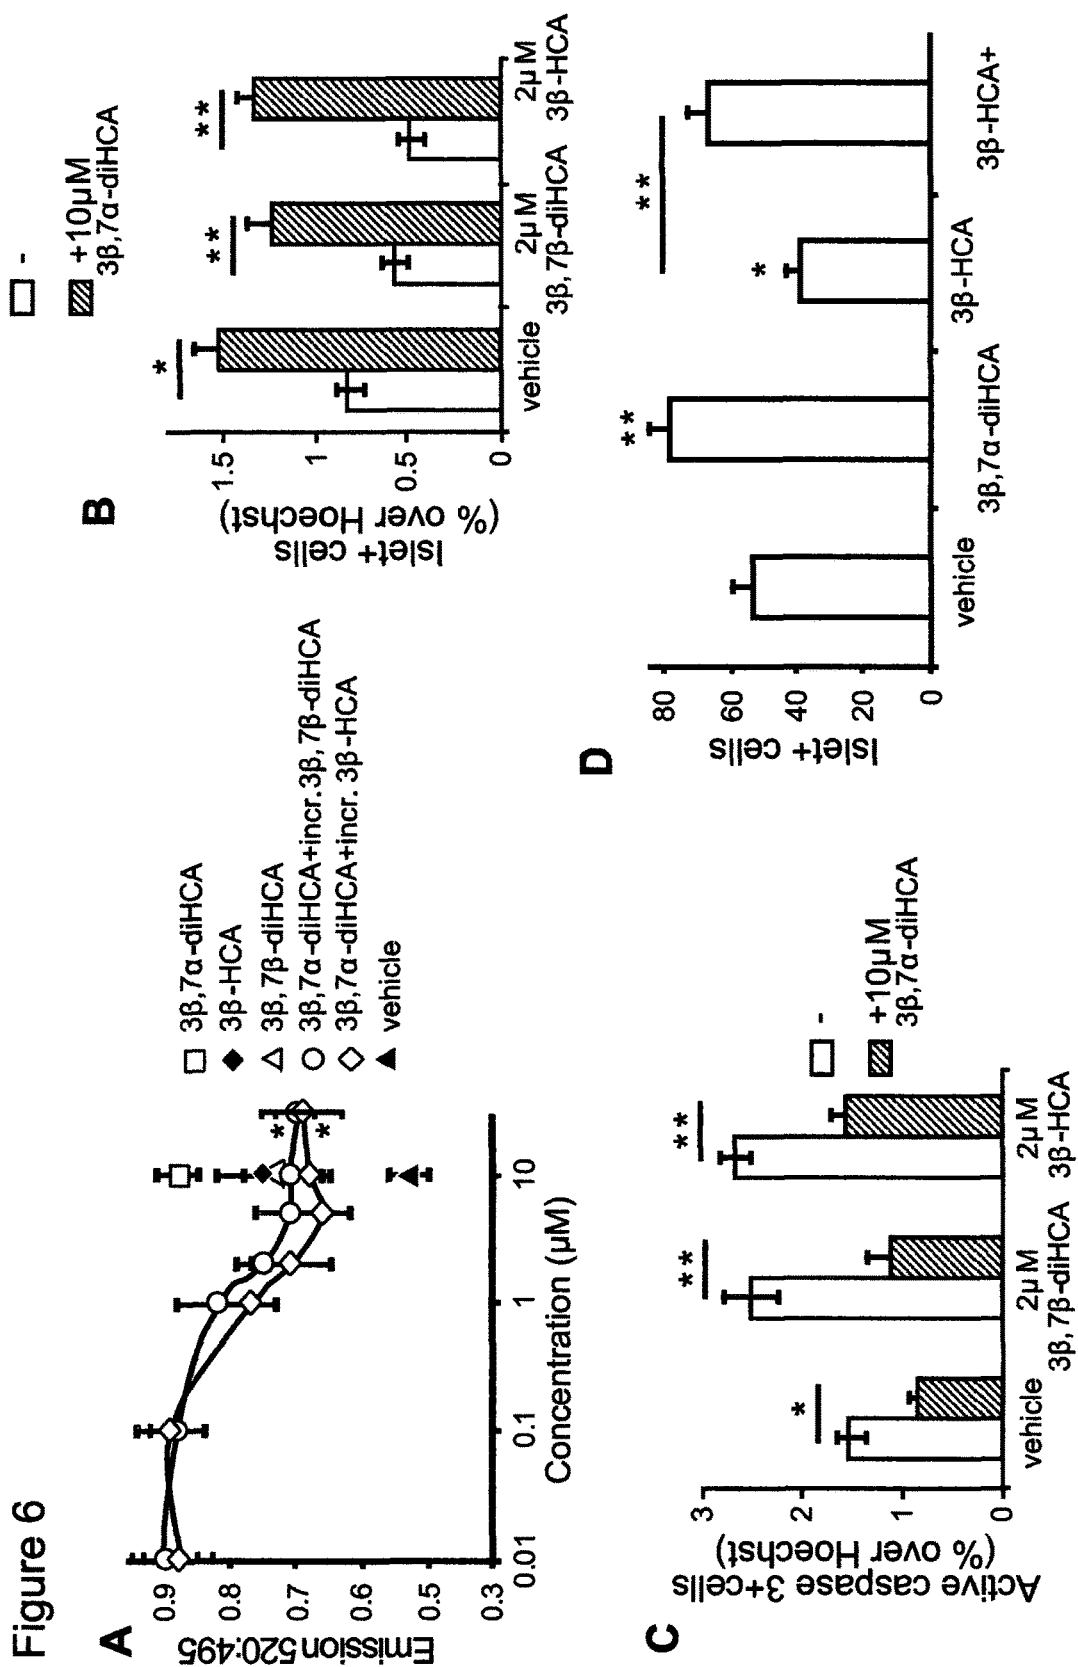 Figure 6
A
Emission 520:495
0.9
0.8
0.7
0.6
0.5
0.3
0.01
0.1
1
10
Concentration (µM)
* *
3β,7α-diHCA
3β-HCA
3β,7β-diHCA
3β,7α-diHCA+incr.3β,7β-diHCA
3β,7α-diHCA+incr. 3β-HCA
vehicle
B
Islet+ cells
(% over Hoechst)
1.5
1
0.5
0
*
**
**
vehicle
2µM
3β,7β-diHCA
2µM
3β-HCA
-
+10µM
3β,7α-diHCA
C
Active caspase 3+cells
(% over Hoechst)
3
2
1
0
*
**
**
vehicle
2µM
3β,7β-diHCA
2µM
3β-HCA
-
+10µM
3β,7α-diHCA
D
Islet+ cells
80
60
40
20
0
**
*
**
vehicle
3β,7α-diHCA
3β-HCA
3β-HCA+